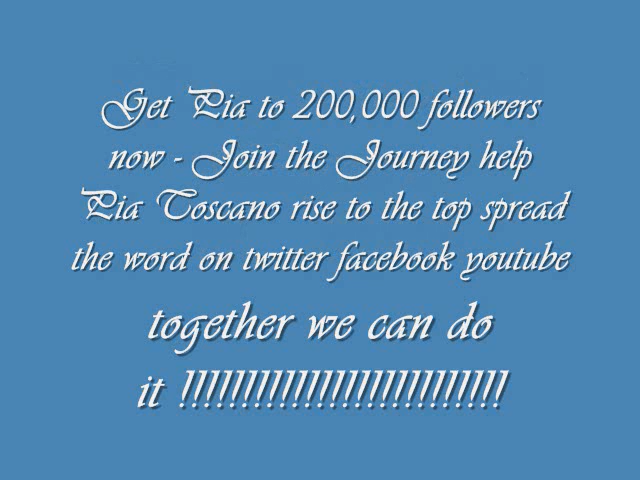 Get Pia to 200,000 followers
now - Join the Journey help
Pia Toscano rise to the top spread
the word on twitter facebook youtube
together we can do
it !!!!!!!!!!!!!!!!!!!!!!!!!!